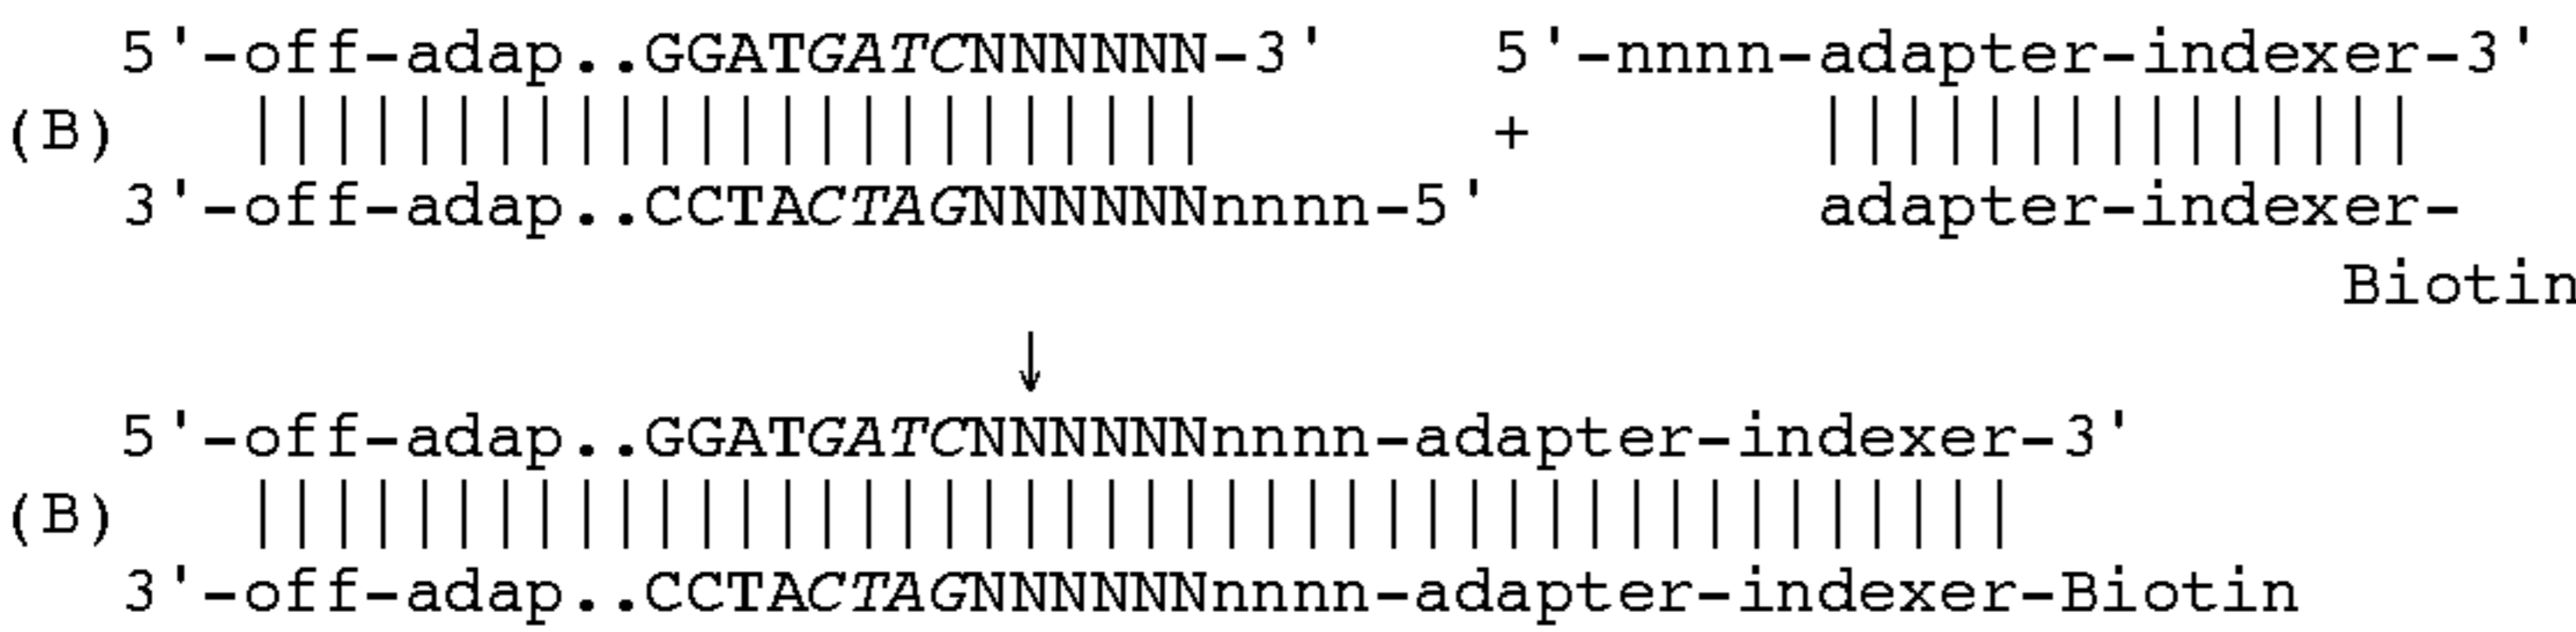 5'-off-adap..GGATGATCNNNNNN-3' 5'-nnnn-adapter-indexer-3'
(B) ||||||||||||||||||||||||  +  |||||||||||||||
3'-off-adap..CCTACTAGNNNNNNnnnn-5' adapter-indexer-
Biotin
↓
5'-off-adap..GGATGATCNNNNNNnnnn-adapter-indexer-3'
(B) ||||||||||||||||||||||||||||||||||||||||||||
3'-off-adap..CCTACTAGNNNNNNnnnn-adapter-indexer-Biotin